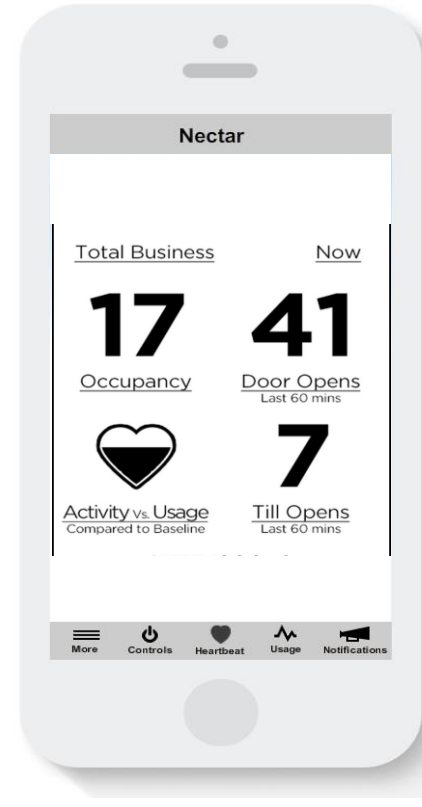 Nectar
Total Business Now
17 41
Occupancy Door Opens
Last 60 mins
7
Activity vs. Usage Till Opens
Compared to Baseline Last 60 mins
More Controls Heartbeat Usage Notifications